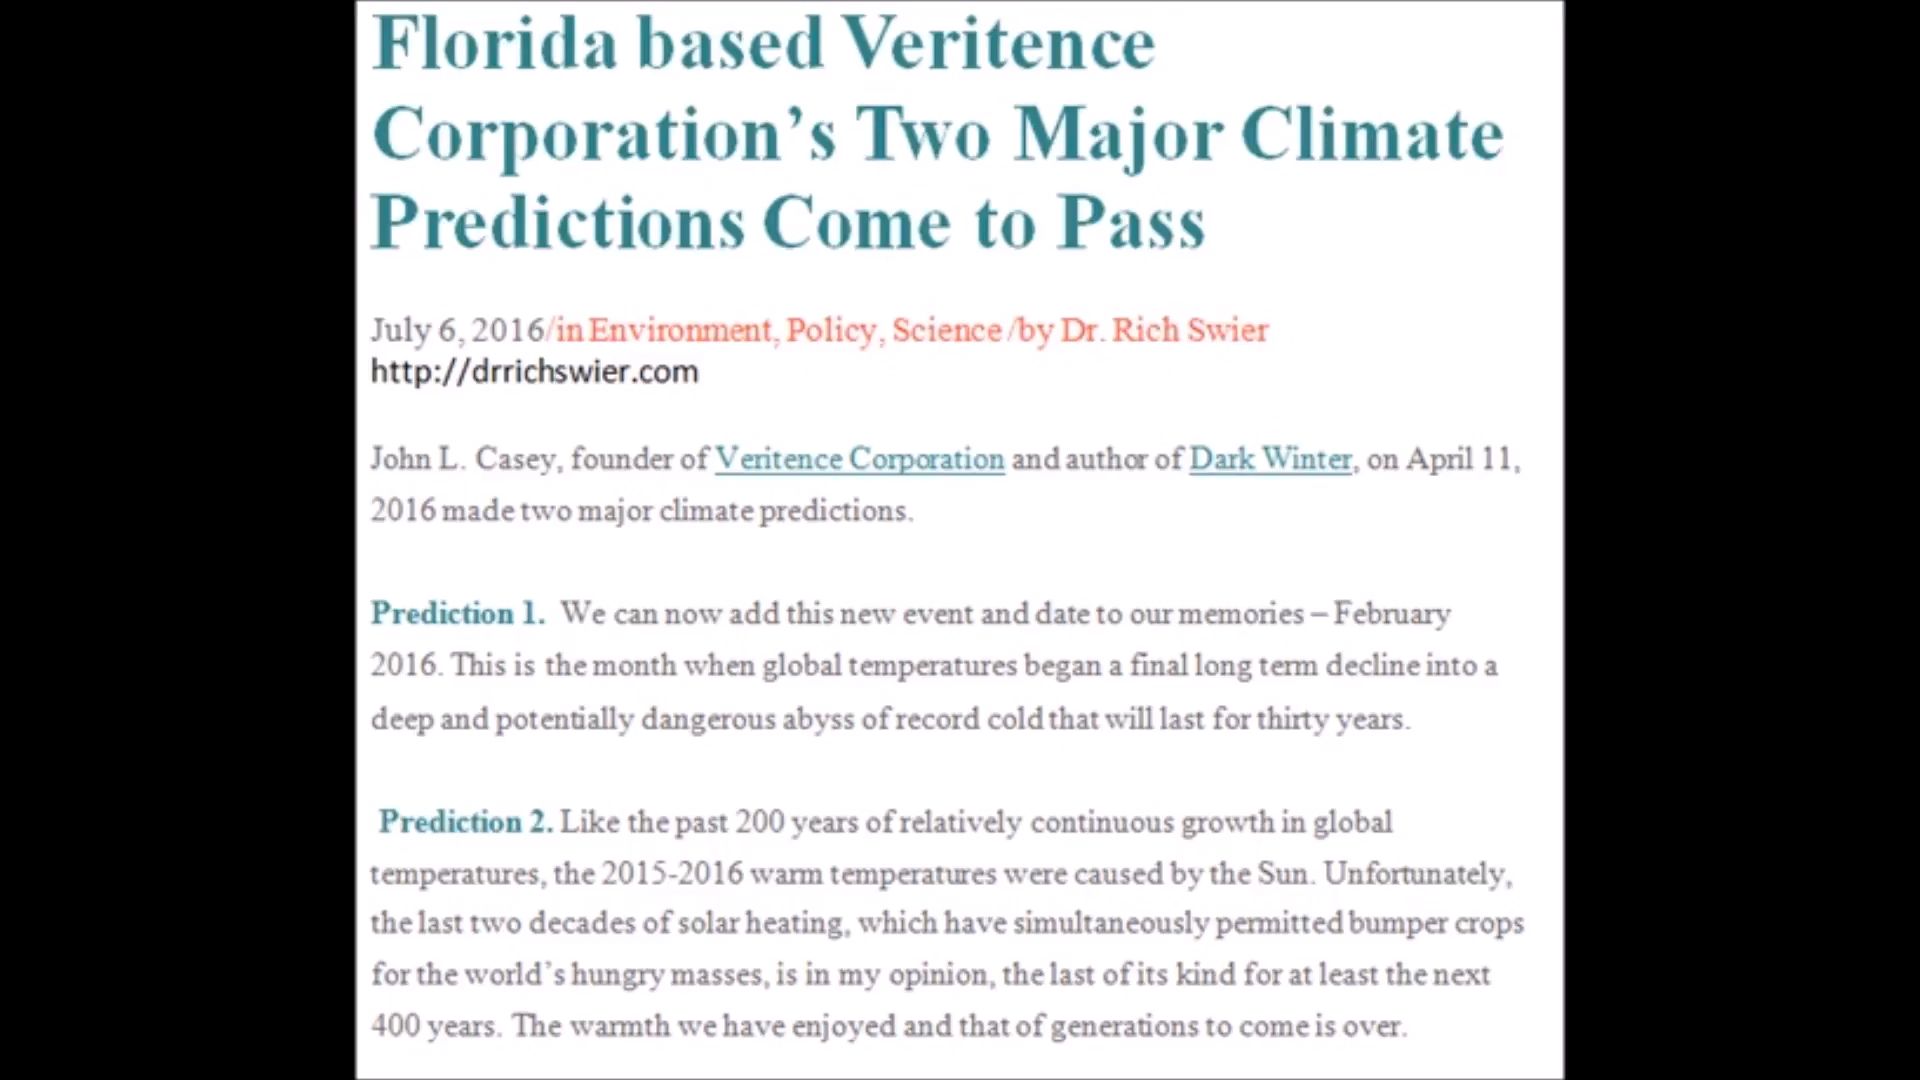 Florida based Veritence
Corporation’s Two Major Climate
Predictions Come to Pass
July 6, 2016/in Environment, Policy, Science /by Dr. Rich Swier
http://drrichswier.com
John L. Casey, founder of Veritence Corporation and author of Dark Winter, on April 11,
2016 made two major climate predictions.
Prediction 1. We can now add this new event and date to our memories – February
2016. This is the month when global temperatures began a final long term decline into a
deep and potentially dangerous abyss of record cold that will last for thirty years.
Prediction 2. Like the past 200 years of relatively continuous growth in global
temperatures, the 2015-2016 warm temperatures were caused by the Sun. Unfortunately,
the last two decades of solar heating, which have simultaneously permitted bumper crops
for the world’s hungry masses, is in my opinion, the last of its kind for at least the next
400 years. The warmth we have enjoyed and that of generations to come is over.